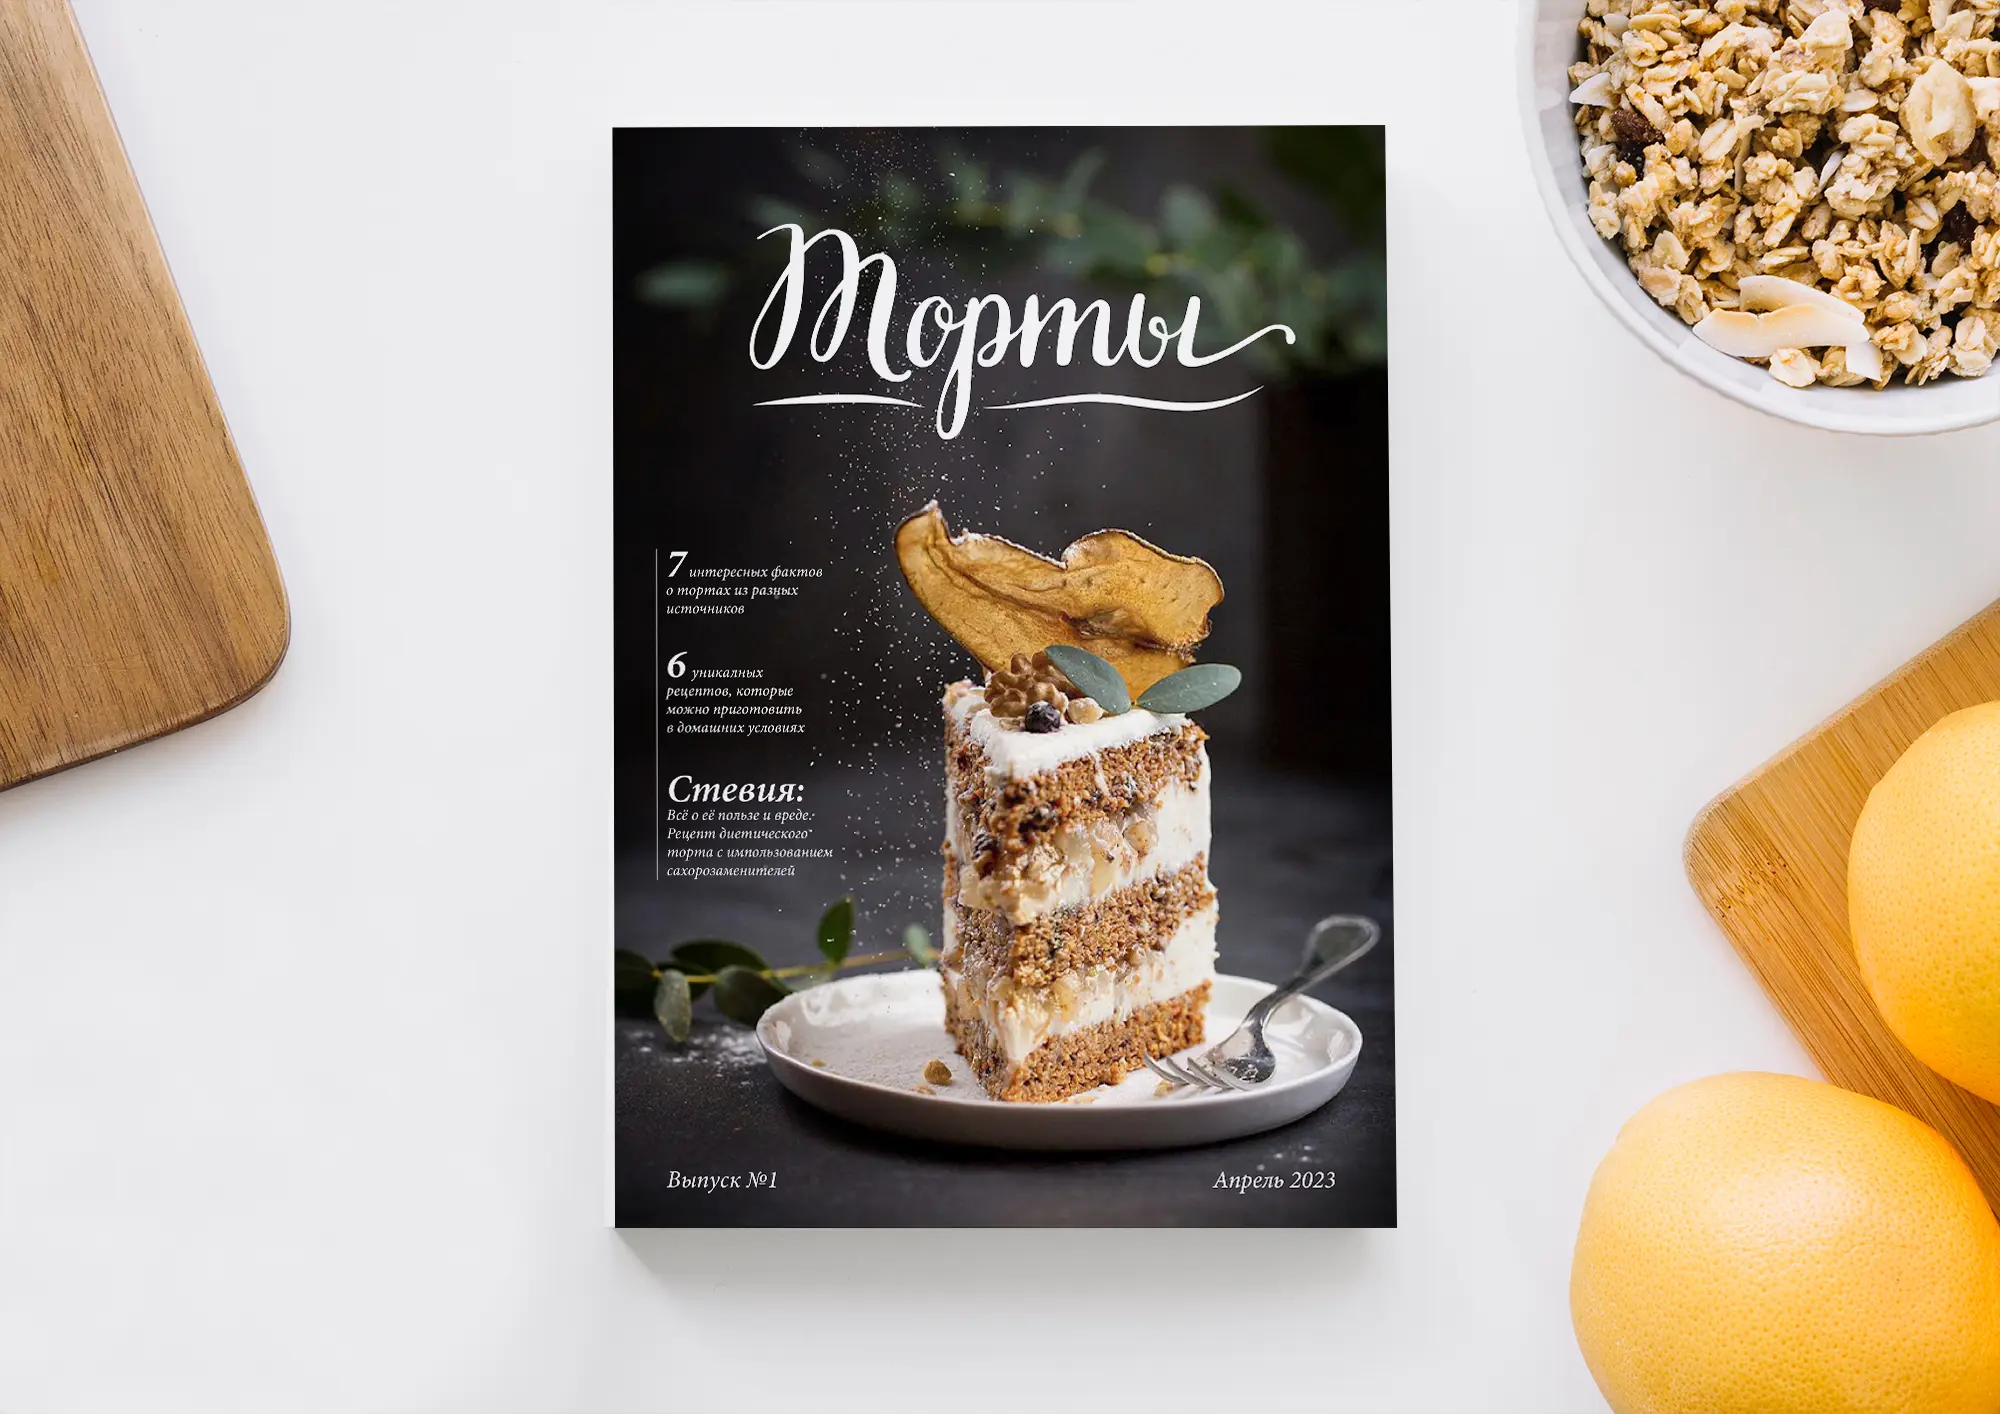 Торты
7 интересных фактов
о тортах из разных
источников
6 уникалных
рецептов, которые
можно приготовить
в домашних условиях
Стевия:
Всё о её пользе и вреде.
Рецепт диетического
торта с импользованием
сахорозаменителей
Выпуск №1
Апрель 2023